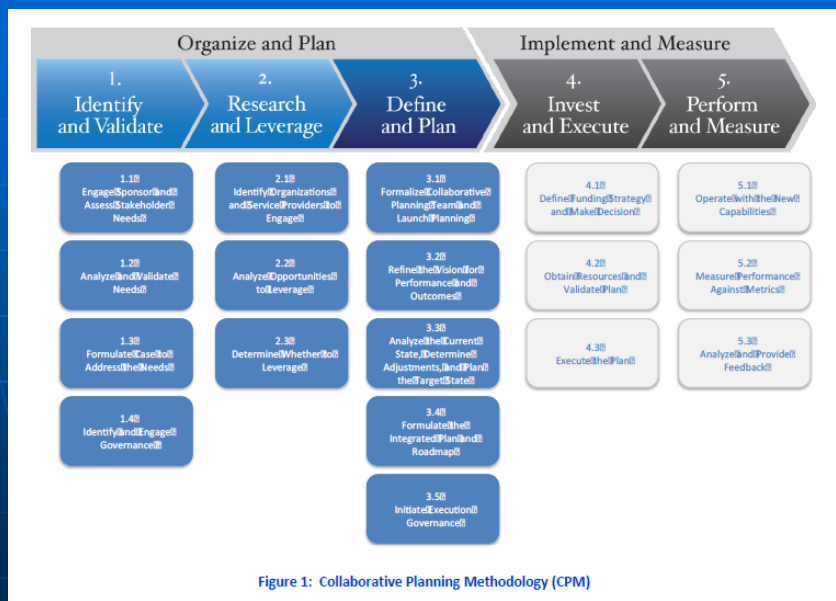 Organize and Plan
Implement and Measure
1.
Identify
and Validate
2.
Research
and Leverage
3.
Define
and Plan
4.
Invest
and Execute
5.
Perform
and Measure
1.1
Engage Sponsor and
Assess Stakeholder
Needs
1.2
Analyze and Validate
Needs
1.3
Formulate Case to
Address the Needs
1.4
Identify and Engage
Governance
2.1
Identify Organizations
and Service Providers to
Engage
2.2
Analyze Opportunities
to Leverage
2.3
Determine Whether to
Leverage
3.1
Formalize Collaborative
Planning Team and
Launch Planning
3.2
Refine the Vision for
Performance and
Outcomes
3.3
Analyze the Current
State, Determine
Adjustments, and Plan
the Target State
3.4
Formulate the
Integrated Plan and
Roadmap
3.5
Initiate Execution
Governance
4.1
Define Funding Strategy
and Make Decision
4.2
Obtain Resources and
Validate Plan
4.3
Execute the Plan
5.1
Operate with the New
Capabilities
5.2
Measure Performance
Against Metrics
5.3
Analyze and Provide
Feedback
Figure 1: Collaborative Planning Methodology (CPM)